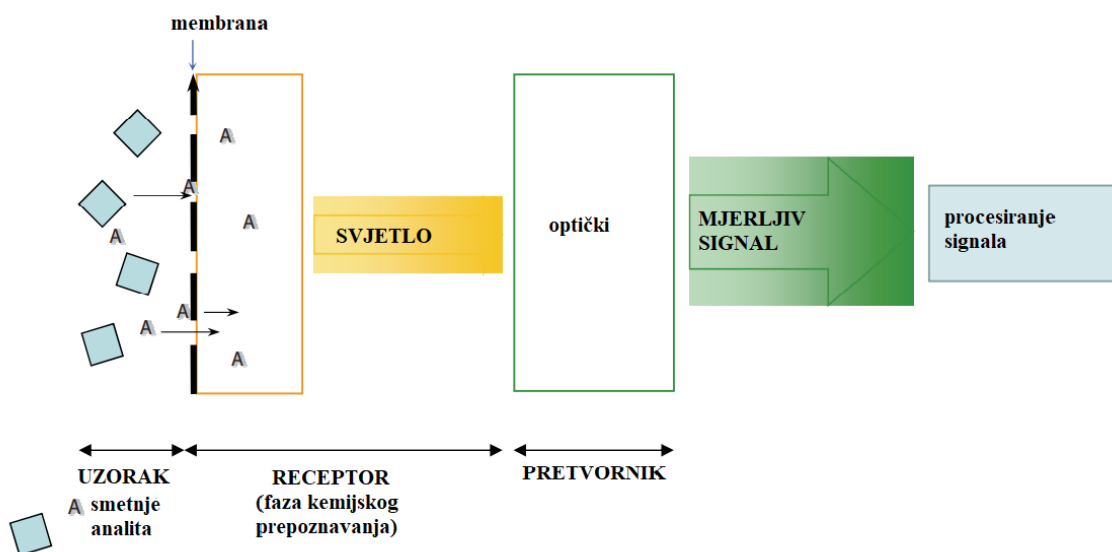 membrana
A
A
A
A
A
A
A
SVJETLO
optički
MJERLJIV
SIGNAL
procesiranje
signala
UZORAK
A smetnje
analita
RECEPTOR
(faza kemijskog
prepoznavanja)
PRETVORNIK